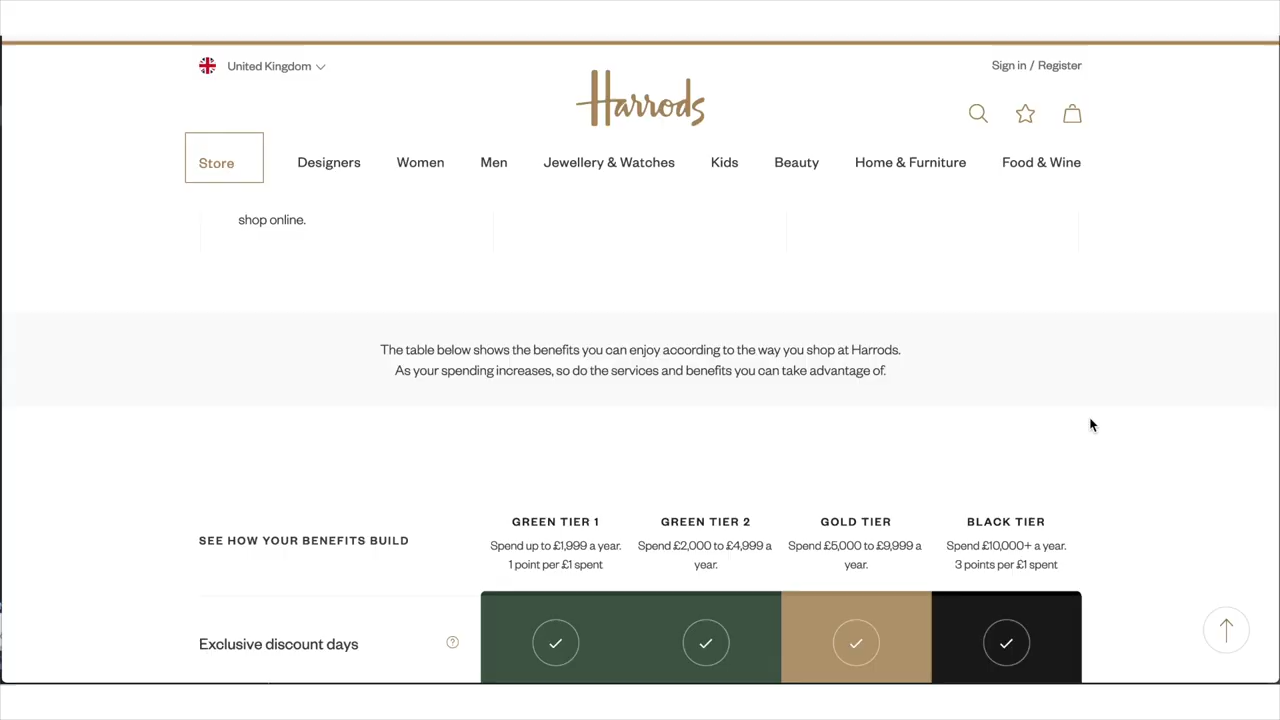 United Kingdom
Harrods
Sign in / Register
Store
Designers
Women
Men
Jewellery & Watches
Kids
Beauty
Home & Furniture
Food & Wine
shop online.
The table below shows the benefits you can enjoy according to the way you shop at Harrods.
As your spending increases, so do the services and benefits you can take advantage of.
SEE HOW YOUR BENEFITS BUILD
GREEN TIER 1
Spend up to £1,999 a year.
1 point per £1 spent
GREEN TIER 2
Spend £2,000 to £4,999 a
year.
GOLD TIER
Spend £5,000 to £9,999 a
year.
BLACK TIER
Spend £10,000+ a year.
3 points per £1 spent
Exclusive discount days
?